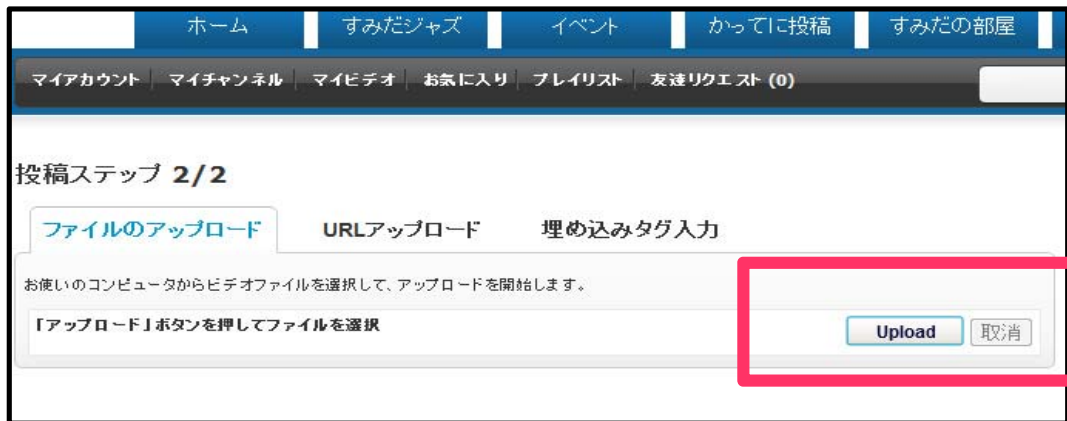 ホーム すみだジャズ イベント かってに投稿 すみだの部屋
マイアカウント マイチャンネル マイビデオ お気に入り プレイリスト 友達リクエスト (0)
投稿ステップ 2/2
ファイルのアップロード URLアップロード 埋め込みタグ入力
お使いのコンピュータからビデオファイルを選択して、アップロードを開始します。
「アップロード」ボタンを押してファイルを選択 Upload 取消